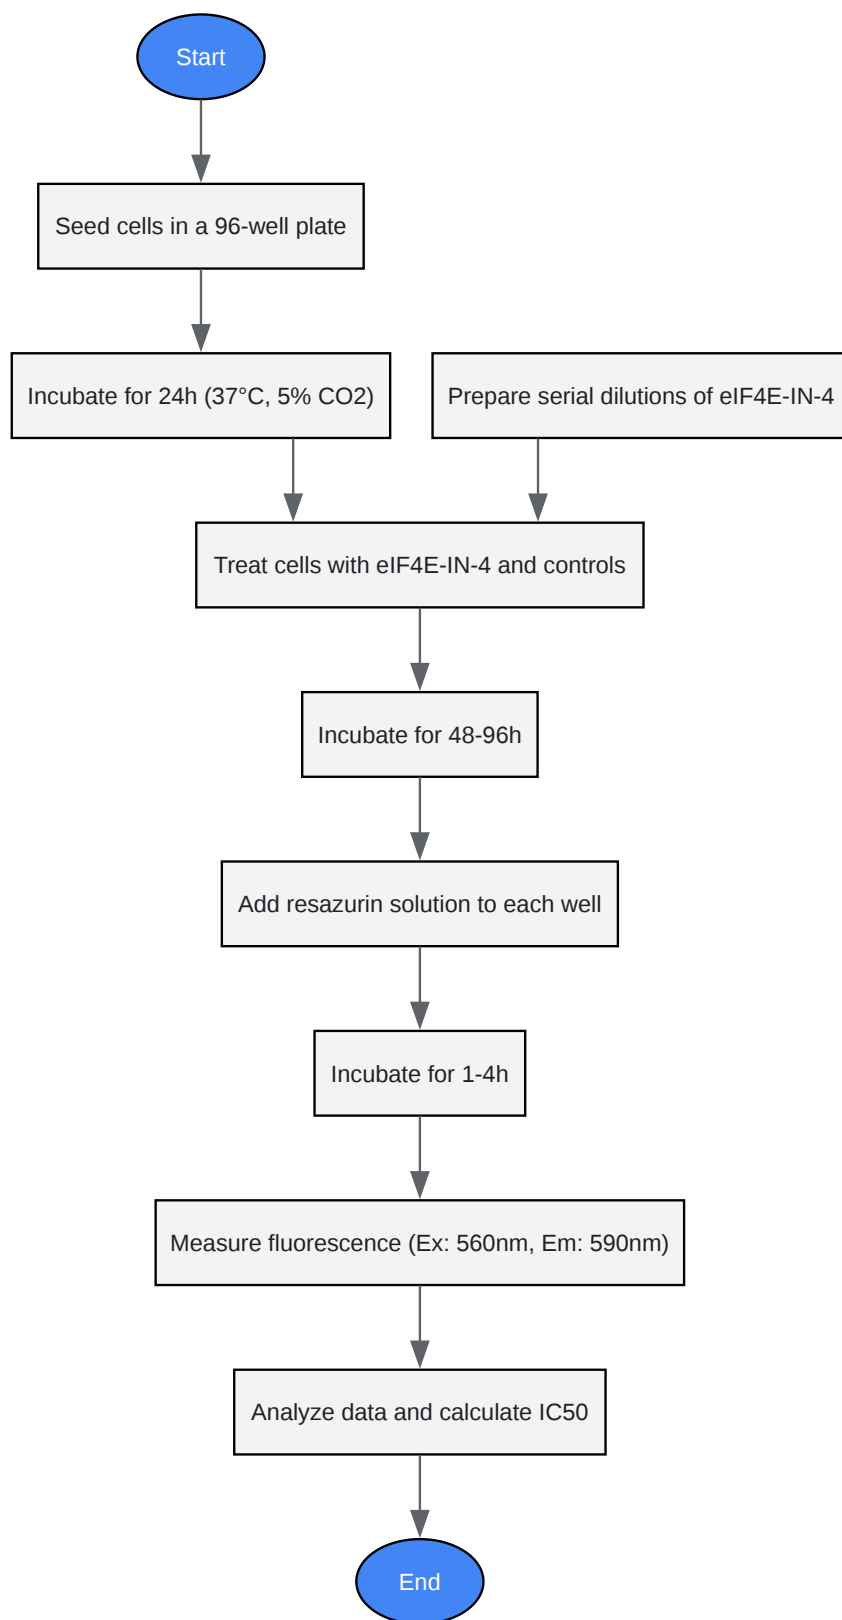 Start
Seed cells in a 96-well plate
Incubate for 24h (37°C, 5% CO2)
Prepare serial dilutions of eIF4E-IN-4
Treat cells with eIF4E-IN-4 and controls
Incubate for 48-96h
Add resazurin solution to each well
Incubate for 1-4h
Measure fluorescence (Ex: 560nm, Em: 590nm)
Analyze data and calculate IC50
End